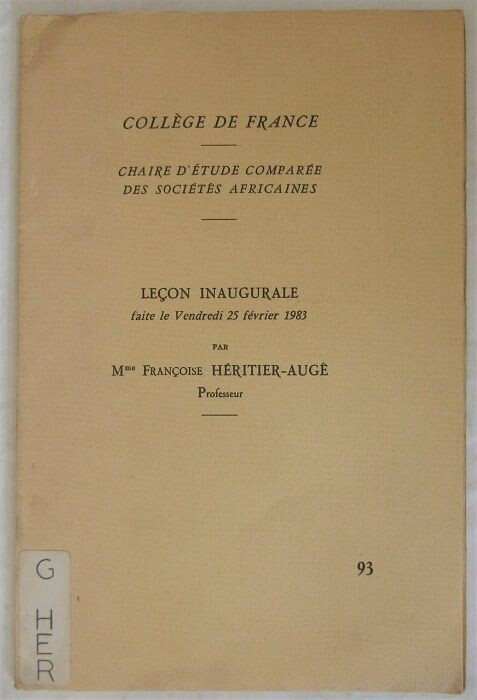 COLLÈGE DE FRANCE
CHAIRE D'ÉTUDE COMPARÉE
DES SOCIÉTÉS AFRICAINES
LEÇON INAUGURALE
faite le Vendredi 25 février 1983
PAR
Mme FRANÇOISE HÉRITIER-AUGÉ
Professeur
93
G
HER